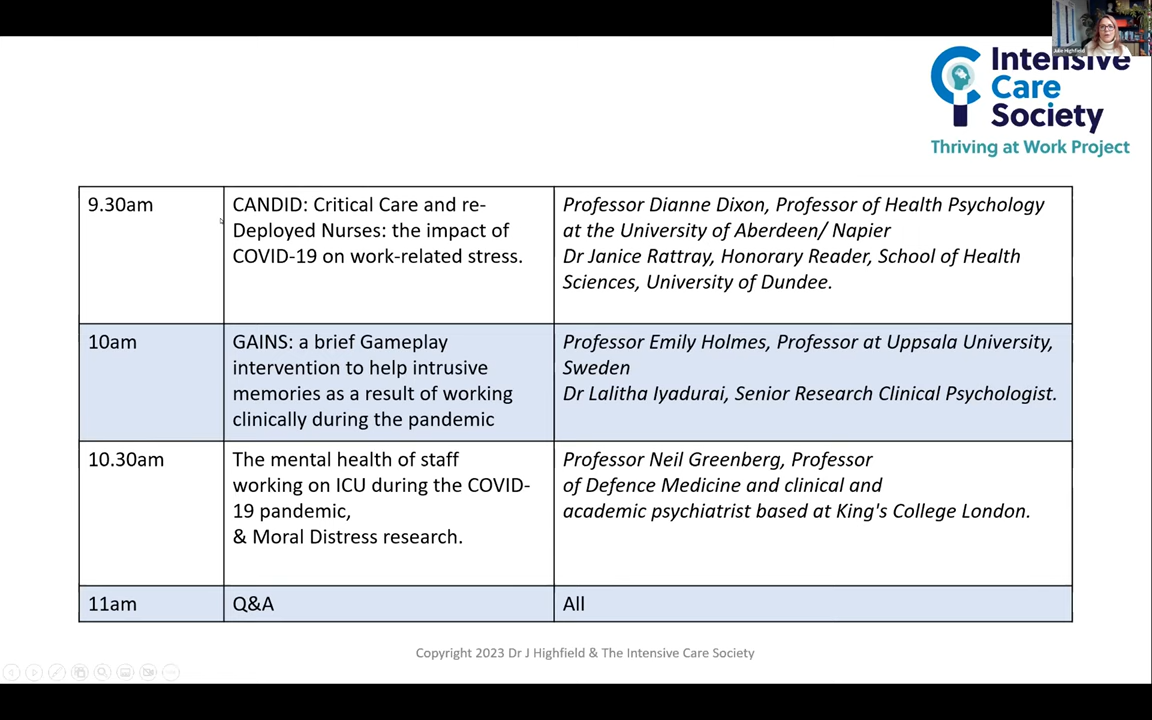 Julie Highfield
Intensive
Care
Society
Thriving at Work Project
9.30am
CANDID: Critical Care and re-
Deployed Nurses: the impact of
COVID-19 on work-related stress.
Professor Dianne Dixon, Professor of Health Psychology
at the University of Aberdeen/ Napier
Dr Janice Rattray, Honorary Reader, School of Health
Sciences, University of Dundee.
10am
GAINS: a brief Gameplay
intervention to help intrusive
memories as a result of working
clinically during the pandemic
Professor Emily Holmes, Professor at Uppsala University,
Sweden
Dr Lalitha Iyadurai, Senior Research Clinical Psychologist.
10.30am
The mental health of staff
working on ICU during the COVID-
19 pandemic,
& Moral Distress research.
Professor Neil Greenberg, Professor
of Defence Medicine and clinical and
academic psychiatrist based at King's College London.
11am
Q&A
All
Copyright 2023 Dr J Highfield & The Intensive Care Society